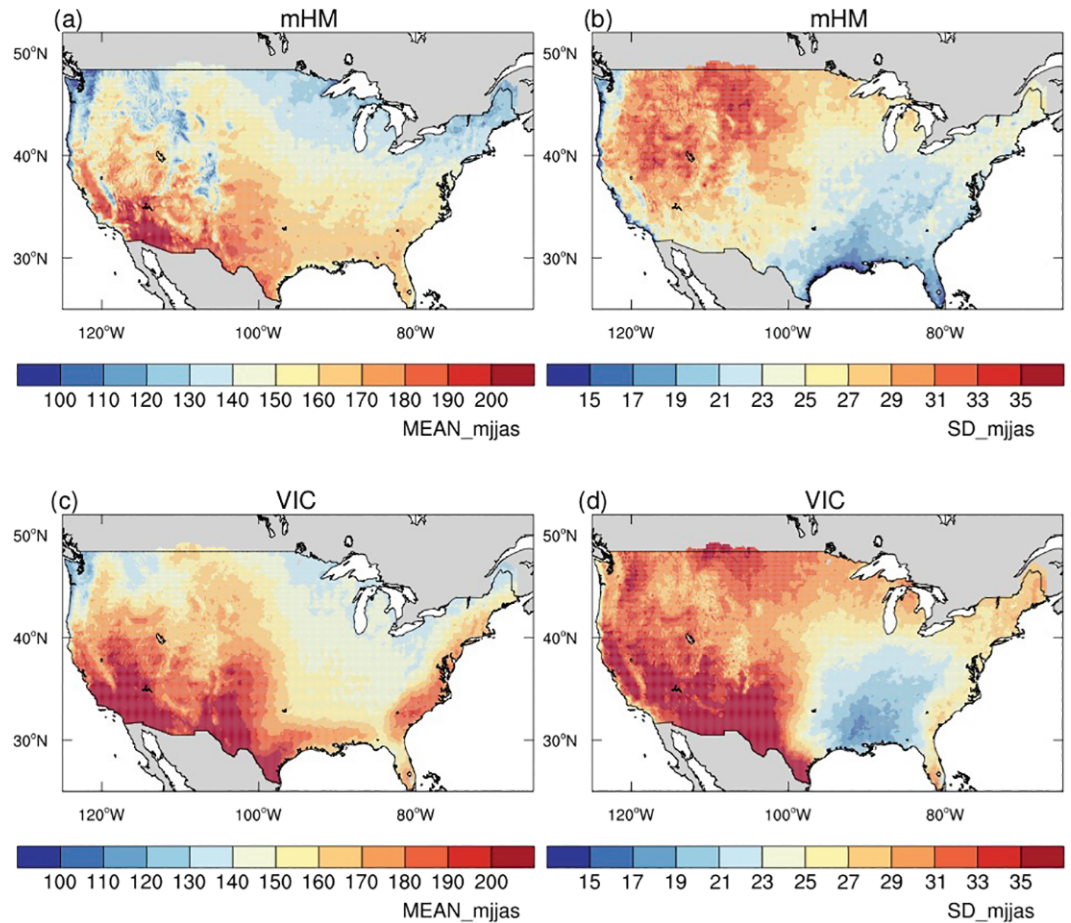 (a) mHM
(b) mHM
50°N
40°N
30°N
120°W 100°W 80°W
50°N
40°N
30°N
120°W 100°W 80°W
100 110 120 130 140 150 160 170 180 190 200
MEAN_mjjas
15 17 19 21 23 25 27 29 31 33 35
SD_mjjas
(c) VIC
(d) VIC
50°N
40°N
30°N
120°W 100°W 80°W
50°N
40°N
30°N
120°W 100°W 80°W
100 110 120 130 140 150 160 170 180 190 200
MEAN_mjjas
15 17 19 21 23 25 27 29 31 33 35
SD_mjjas